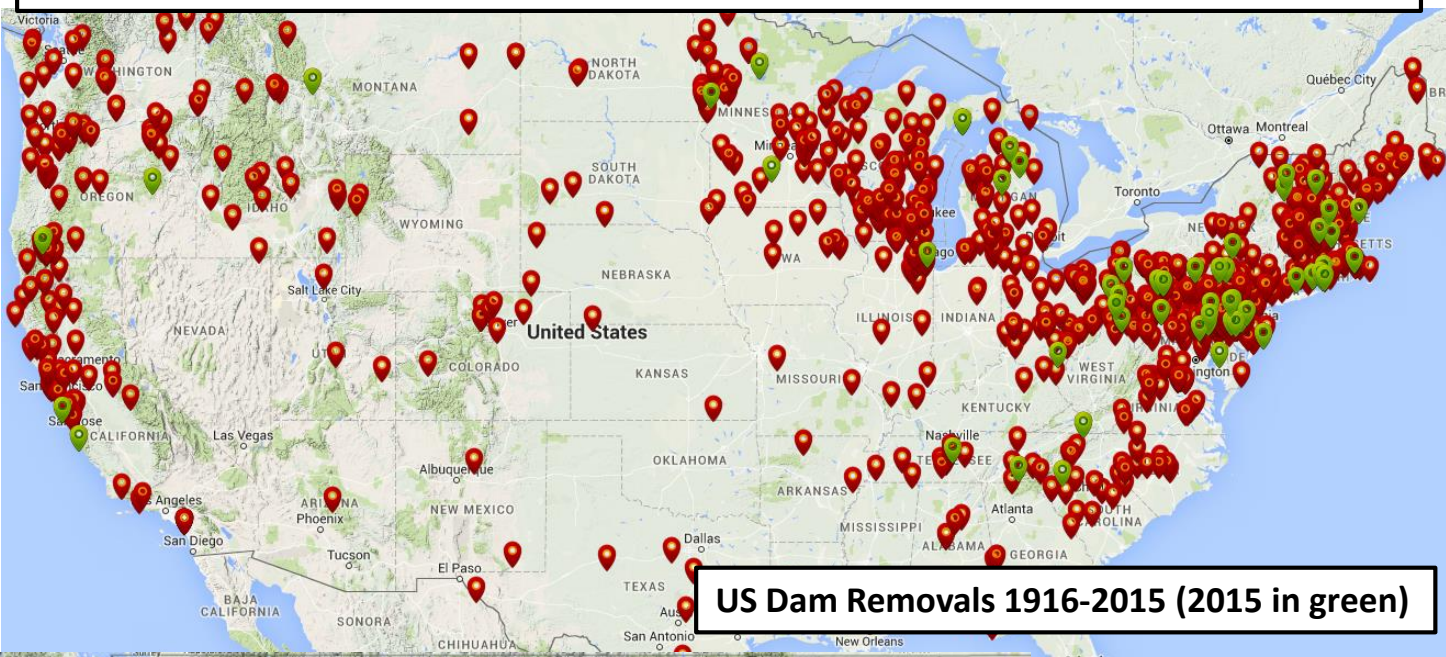 Victoria
WASHINGTON
MONTANA
NORTH
DAKOTA
MINNES
Québec City
Ottawa
Montreal
SOUTH
DAKOTA
OREGON
IDAHO
WYOMING
Toronto
NEBRASKA
Salt Lake City
NEVADA
United States
ILLINOIS
INDIANA
COLORADO
KANSAS
MISSOURI
WEST
VIRGINIA
KENTUCKY
CALIFORNIA
Las Vegas
Nashville
Albuquerque
OKLAHOMA
ARKANSAS
Angeles
ARIZONA
Phoenix
NEW MEXICO
Atlanta
SOUTH
CAROLINA
San Diego
MISSISSIPPI
ALABAMA
GEORGIA
Dallas
Tucson
El Paso
TEXAS
BAJA
CALIFORNIA
SONORA
CHIHUAHUA
San Antonio
New Orleans
US Dam Removals 1916-2015 (2015 in green)